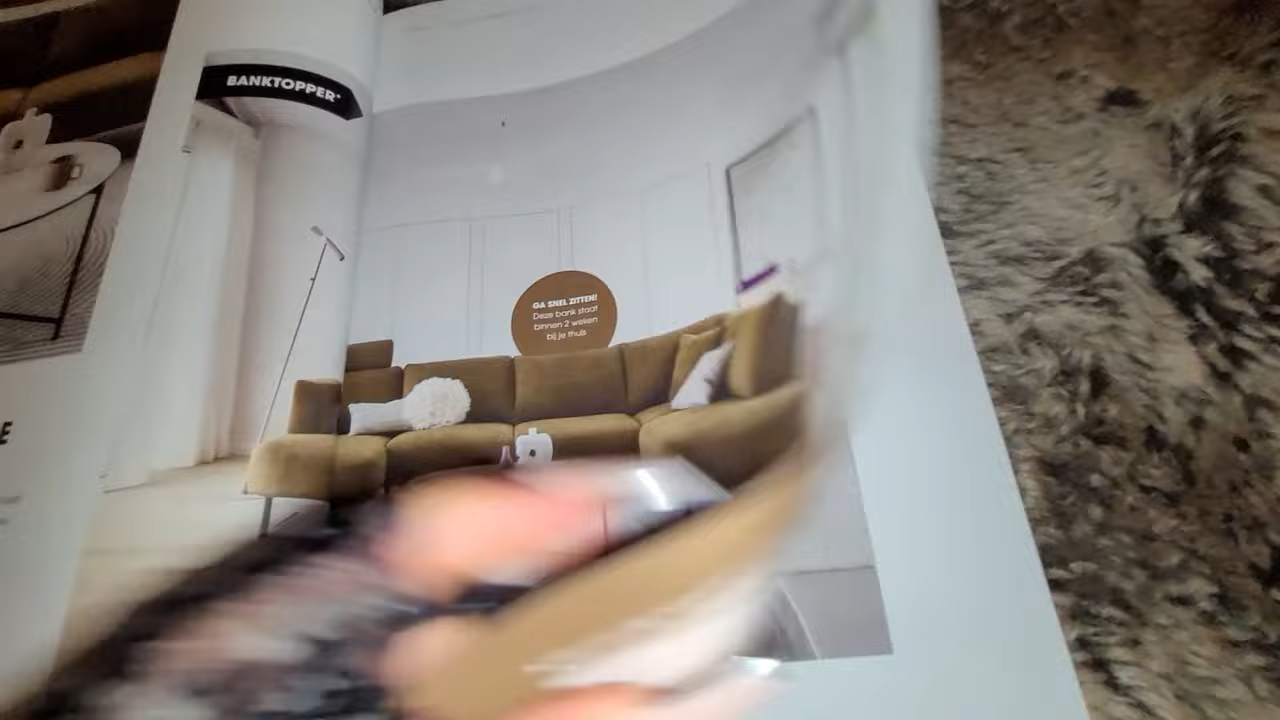 BANKTOPPER*
GA SNEL ZITTEN!
Deze bank staat
binnen 2 weken
bij je thuis
E